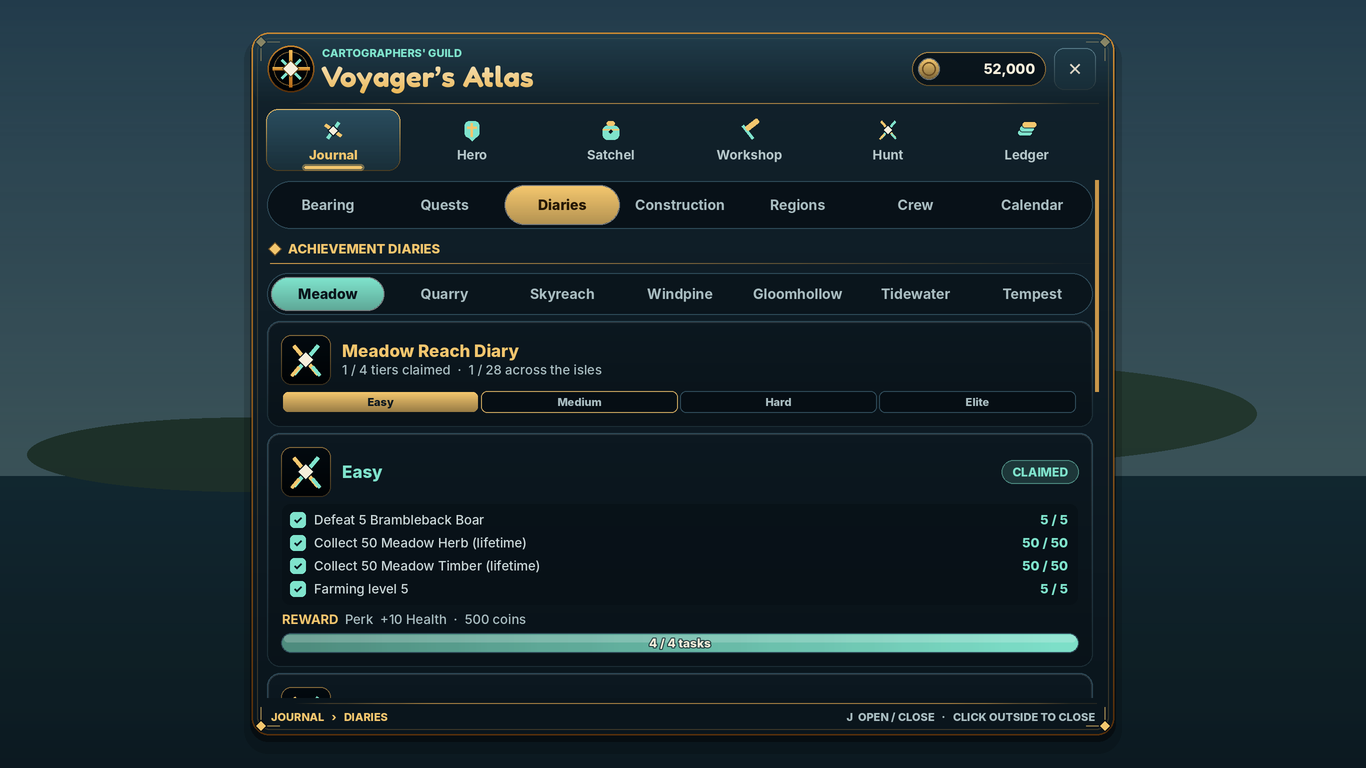 CARTOGRAPHERS' GUILD
Voyager’s Atlas
52,000
Journal Hero Satchel Workshop Hunt Ledger
Bearing Quests Diaries Construction Regions Crew Calendar
ACHIEVEMENT DIARIES
Meadow Quarry Skyreach Windpine Gloomhollow Tidewater Tempest
Meadow Reach Diary
1 / 4 tiers claimed · 1 / 28 across the isles
Easy Medium Hard Elite
Easy CLAIMED
Defeat 5 Brambleback Boar 5 / 5
Collect 50 Meadow Herb (lifetime) 50 / 50
Collect 50 Meadow Timber (lifetime) 50 / 50
Farming level 5 5 / 5
REWARD Perk +10 Health · 500 coins
4 / 4 tasks
JOURNAL › DIARIES J OPEN / CLOSE · CLICK OUTSIDE TO CLOSE